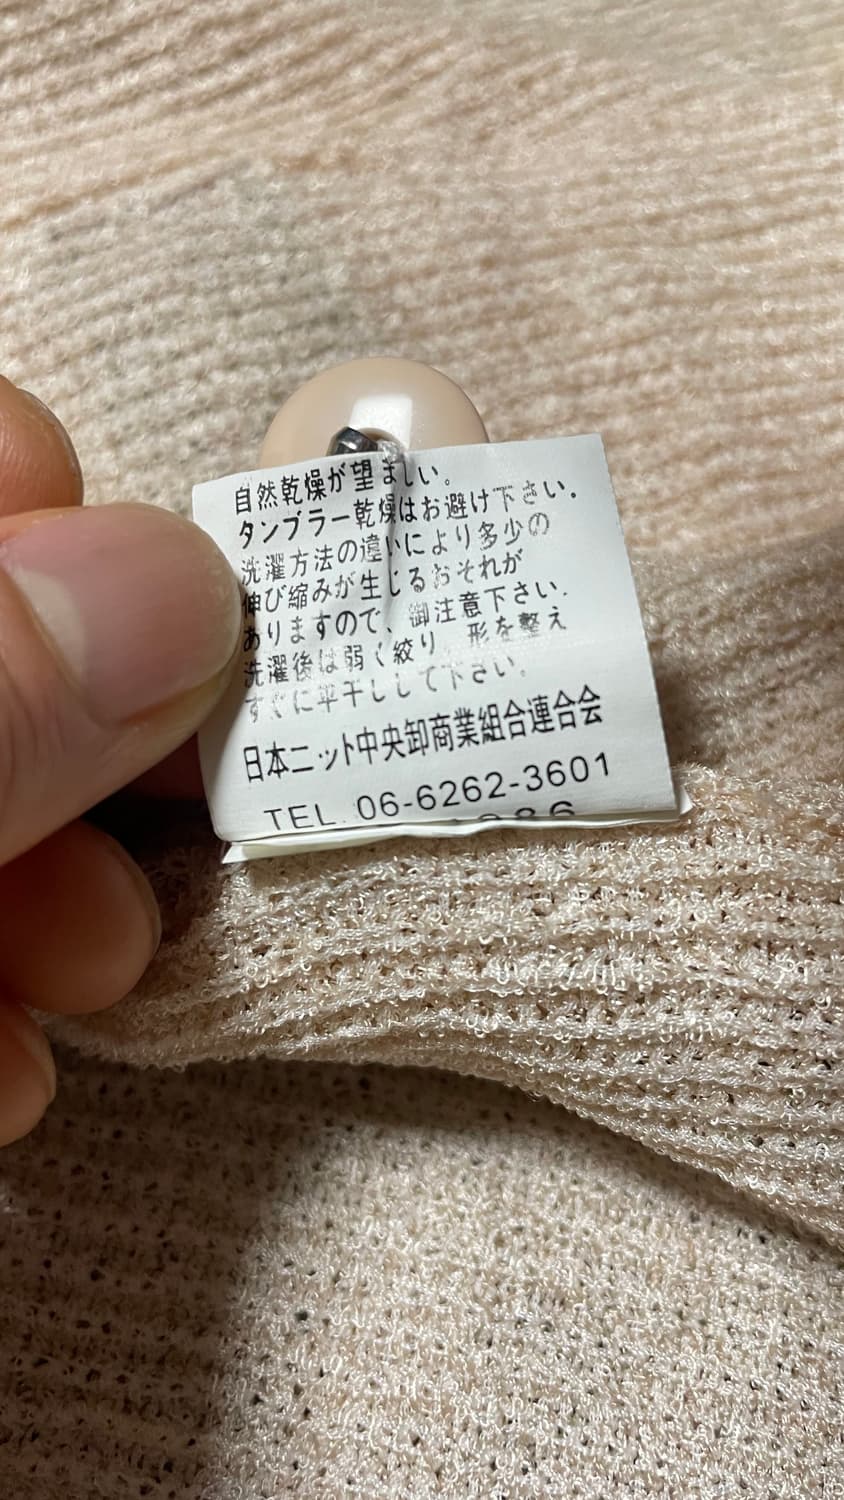 自然乾燥が望ましい。
タンブラー乾燥はお避け下さい。
洗濯方法の違いにより多少の
伸び縮みが生じるおそれが
ありますので、御注意下さい。
洗濯後は弱く絞り、形を整え
すぐに平干しして下さい。
日本ニット中央卸商業組合連合会
TEL. 06-6262-3601